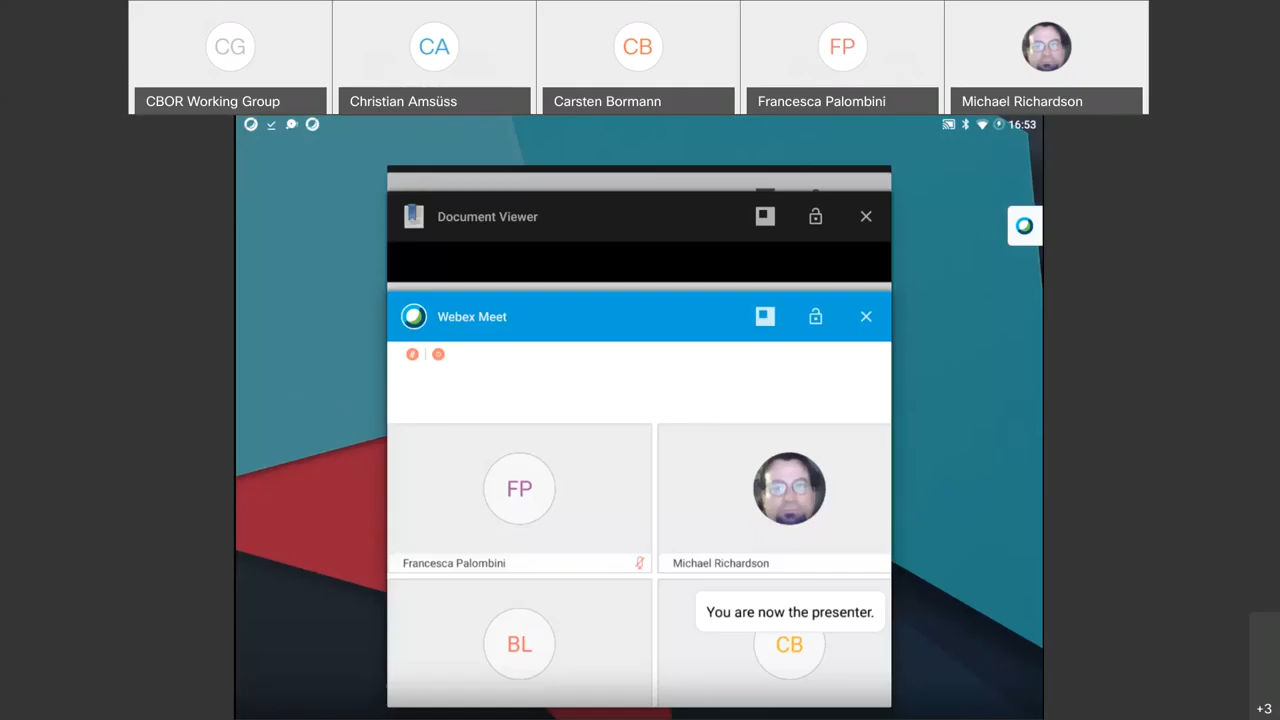 CG
CA
CB
FP
CBOR Working Group
Christian Amsüss
Carsten Bormann
Francesca Palombini
Michael Richardson
16:53
Document Viewer
Webex Meet
FP
Francesca Palombini
Michael Richardson
You are now the presenter.
BL
CB
+3